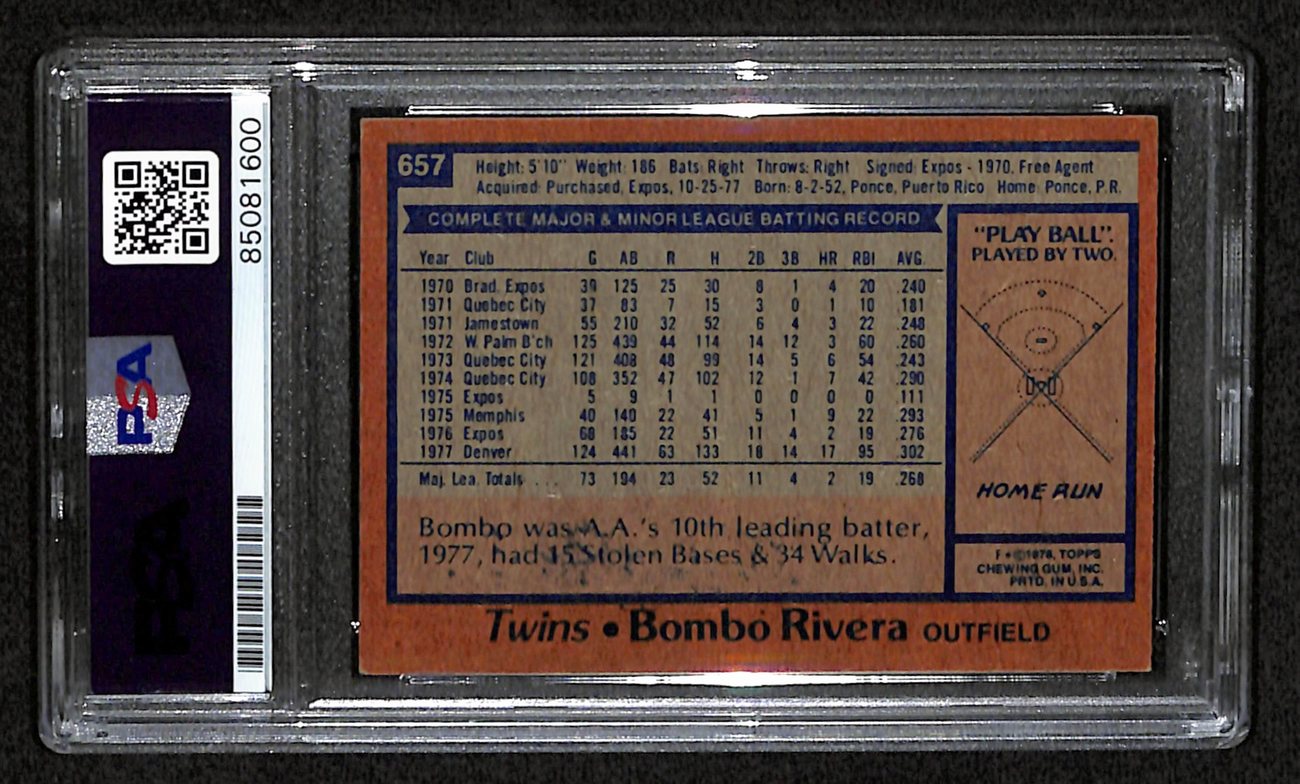 85081600
PSA
PSA
657
Height: 5'10" Weight: 186 Bats: Right Throws: Right Signed: Expos - 1970, Free Agent
Acquired: Purchased, Expos, 10-25-77 Born: 8-2-52, Ponce, Puerto Rico Home: Ponce, P.R.
COMPLETE MAJOR & MINOR LEAGUE BATTING RECORD
Year Club G AB R H 2B 3B HR RBI AVG.
1970 Brad. Expos 39 125 25 30 8 1 4 20 .240
1971 Quebec City 37 83 7 15 3 0 1 10 .181
1971 Jamestown 55 210 32 52 6 4 3 22 .248
1972 W. Palm B'ch 125 439 44 114 14 12 3 60 .260
1973 Quebec City 121 408 48 99 14 5 6 54 .243
1974 Quebec City 108 352 47 102 12 1 7 42 .290
1975 Expos 5 9 1 1 0 0 0 0 .111
1975 Memphis 40 140 22 41 5 1 9 22 .293
1976 Expos 68 185 22 51 11 4 2 19 .276
1977 Denver 124 441 63 133 18 14 17 95 .302
Maj. Lea. Totals . . . 73 194 23 52 11 4 2 19 .268
Bombo was A.A.'s 10th leading batter,
1977, had 15 Stolen Bases & 34 Walks.
"PLAY BALL".
PLAYED BY TWO.
HOME RUN
F*©1978, TOPPS
CHEWING GUM, INC.
PRTD. IN U.S.A.
Twins • Bombo Rivera OUTFIELD